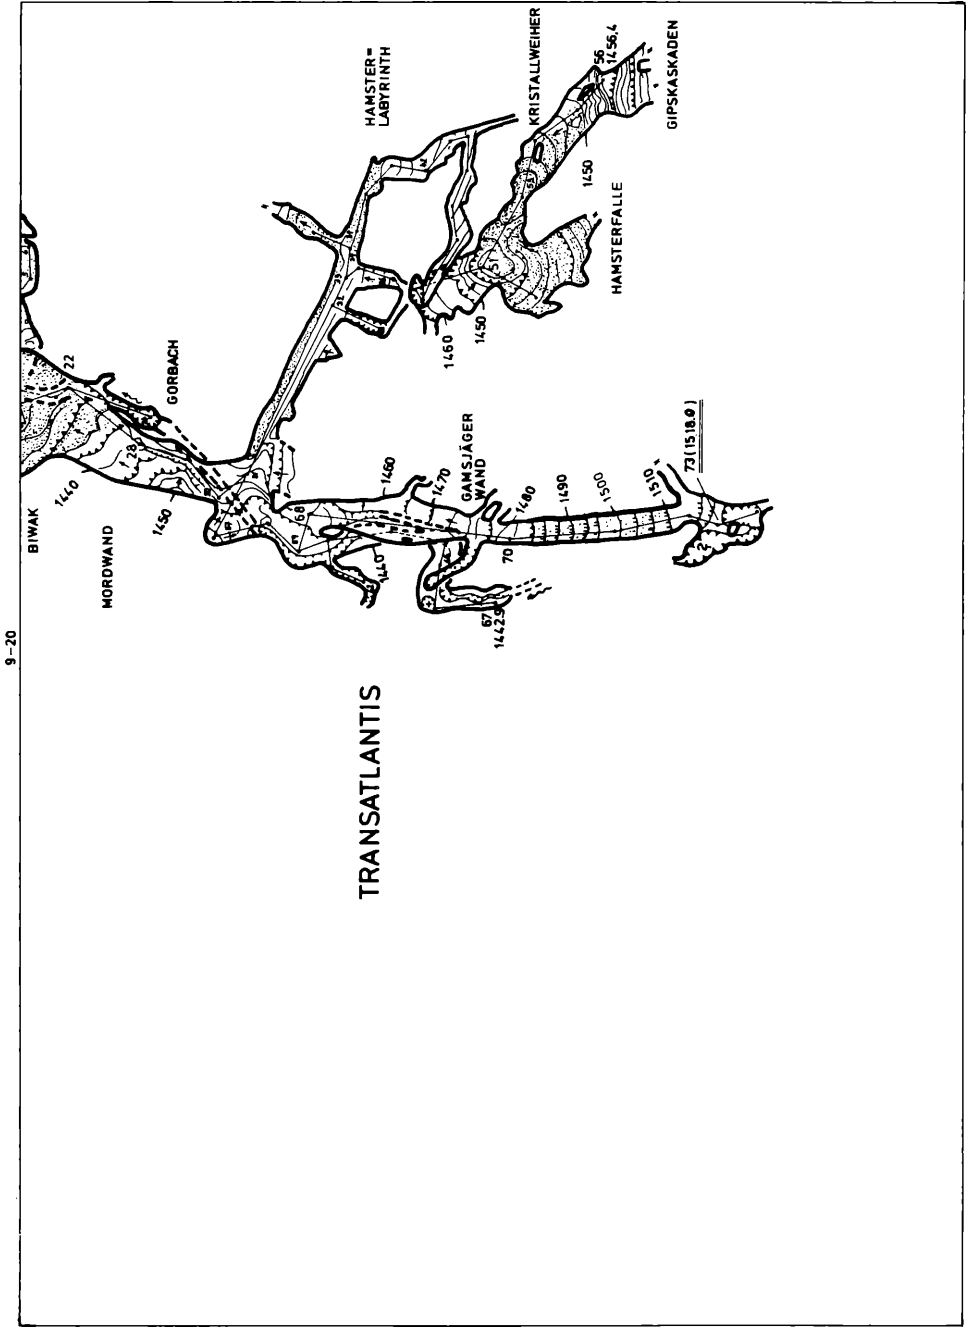 9-20
BIWAK
MORDWAND
1440
1450
22
28
GORBACH
HAMSTER=
LABYRINTH
KRISTALLWEIHER
56
1456,4
GIPSKASKADEN
1450
HAMSTERFALLE
51
1460
1450
68
1440
1460
1470
GAMSJÄGER
WAND
1480
1490
1500
1510
73(1518.0)
70
72
67
1442.9
TRANSATLANTIS